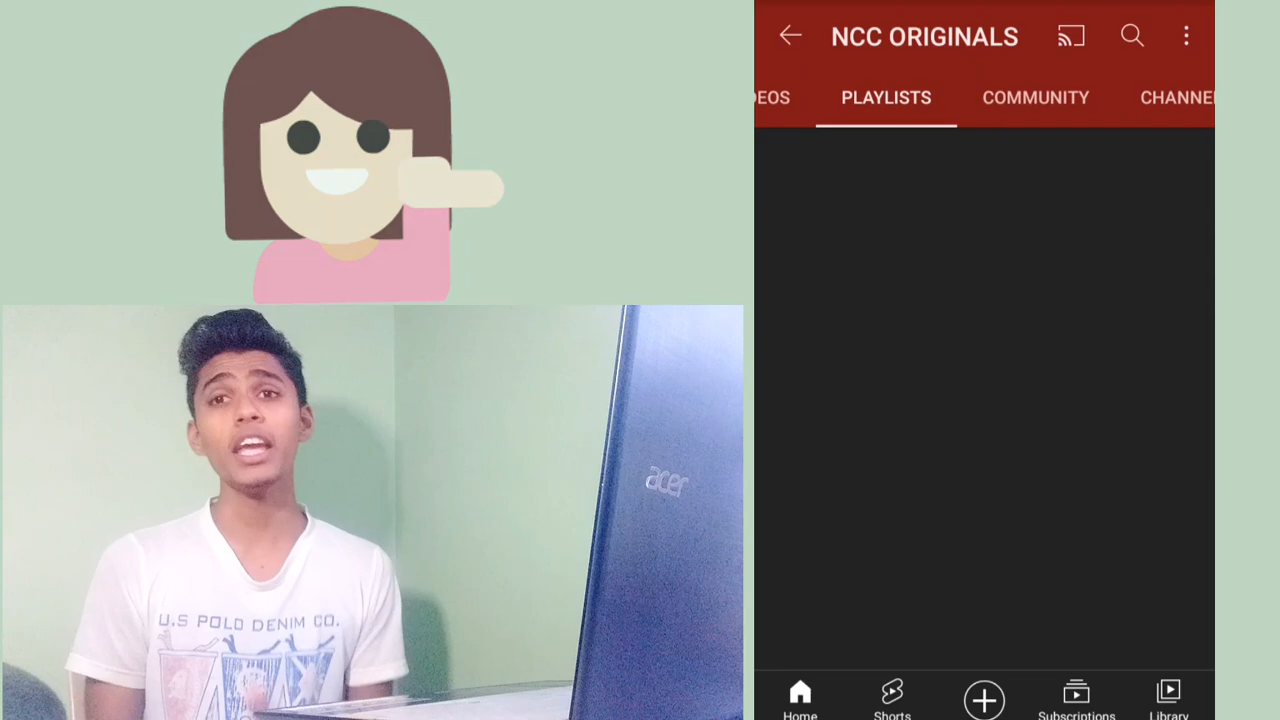 NCC ORIGINALS
EOS PLAYLISTS COMMUNITY CHANNE
acer
U.S POLO DENIM CO.
Home Shorts Subscriptions Library